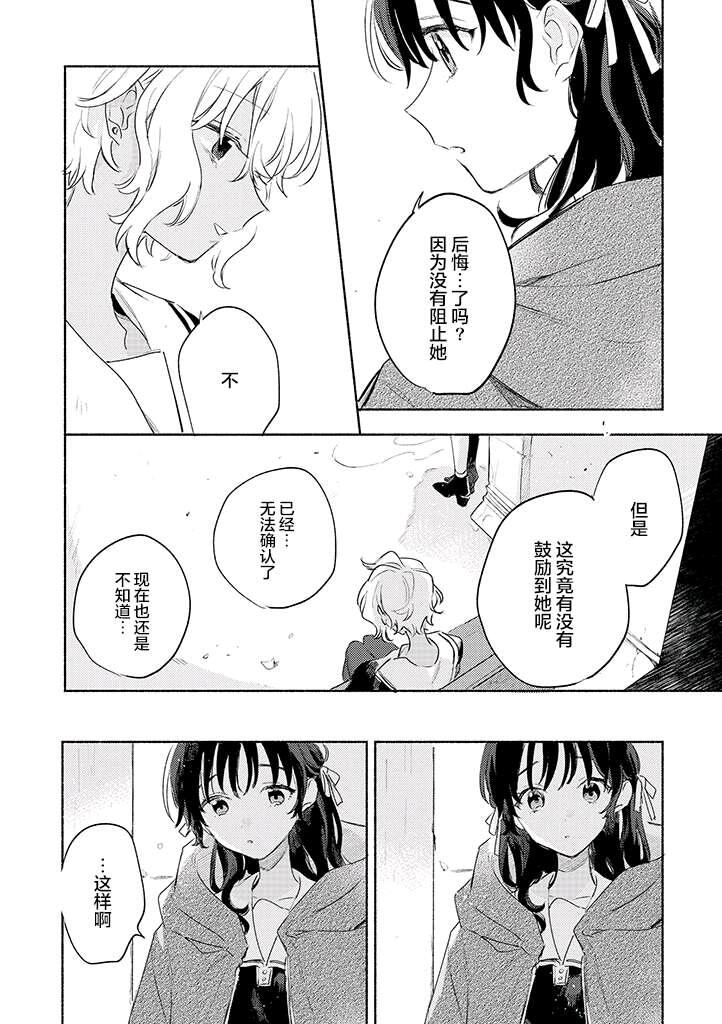 后悔…了吗？
因为没有阻止她
不
但是
这究竟有没有
鼓励到她呢
已经…
无法确认了
现在也还是
不知道…
…这样啊